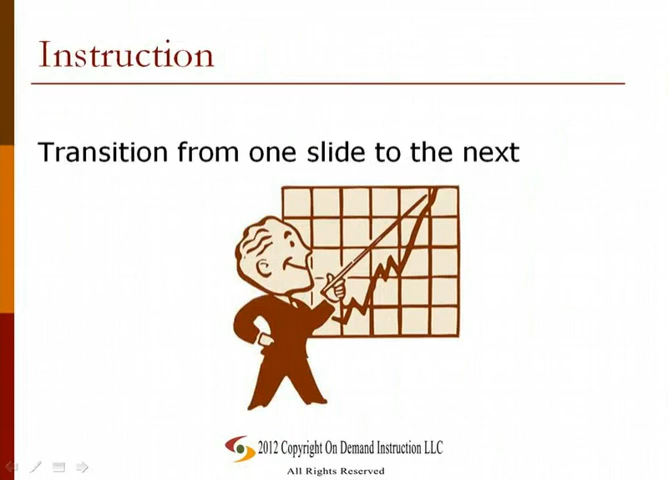 Instruction
Transition from one slide to the next
2012 Copyright On Demand Instruction LLC
All Rights Reserved